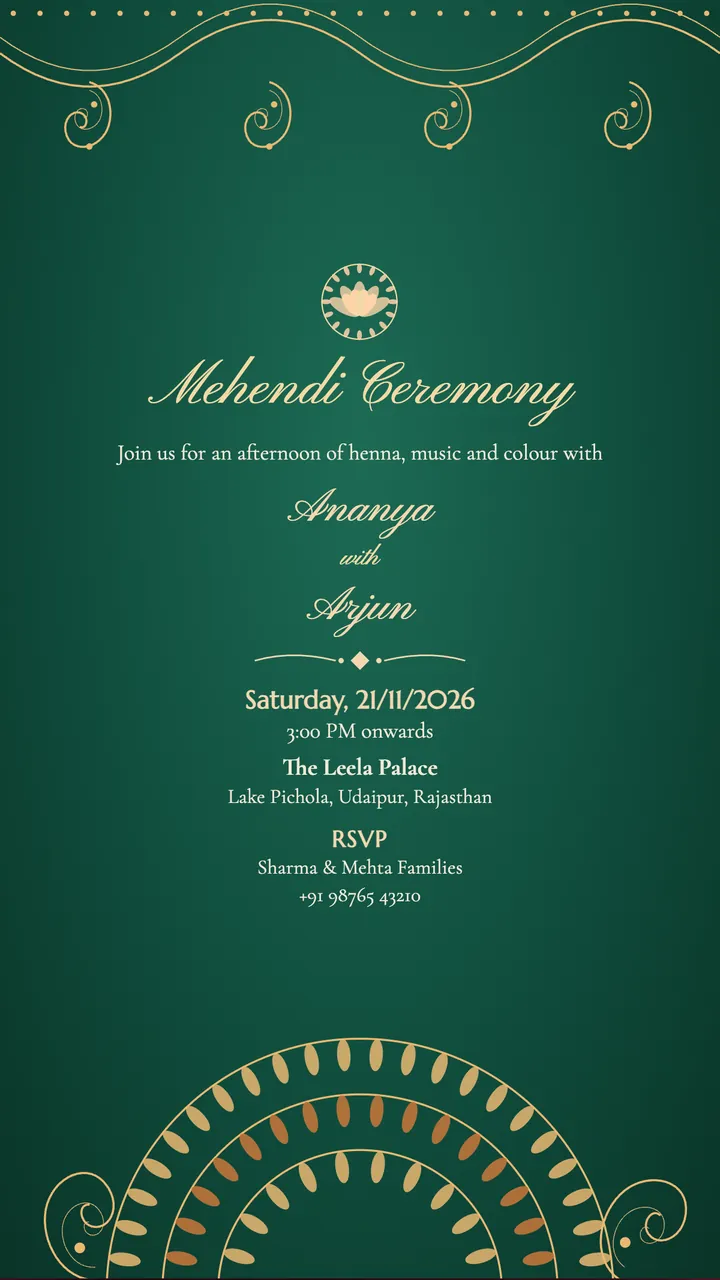 Mehendi Ceremony
Join us for an afternoon of henna, music and colour with
Ananya
with
Arjun
Saturday, 21/11/2026
3:00 PM onwards
The Leela Palace
Lake Pichola, Udaipur, Rajasthan
RSVP
Sharma & Mehta Families
+91 98765 43210